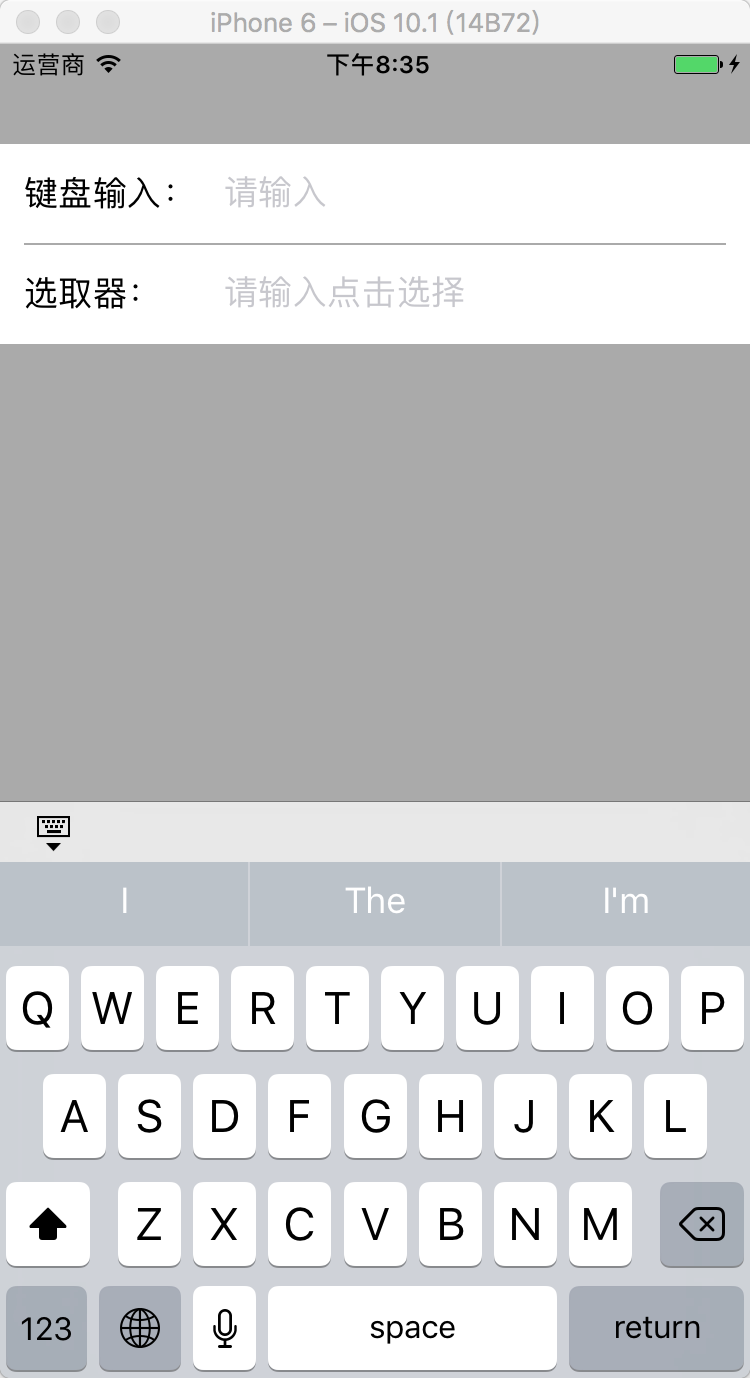 iPhone 6 – iOS 10.1 (14B72)
运营商 下午8:35
键盘输入： 请输入
选取器： 请输入点击选择
I The I'm
Q W E R T Y U I O P
A S D F G H J K L
Z X C V B N M
123 space return